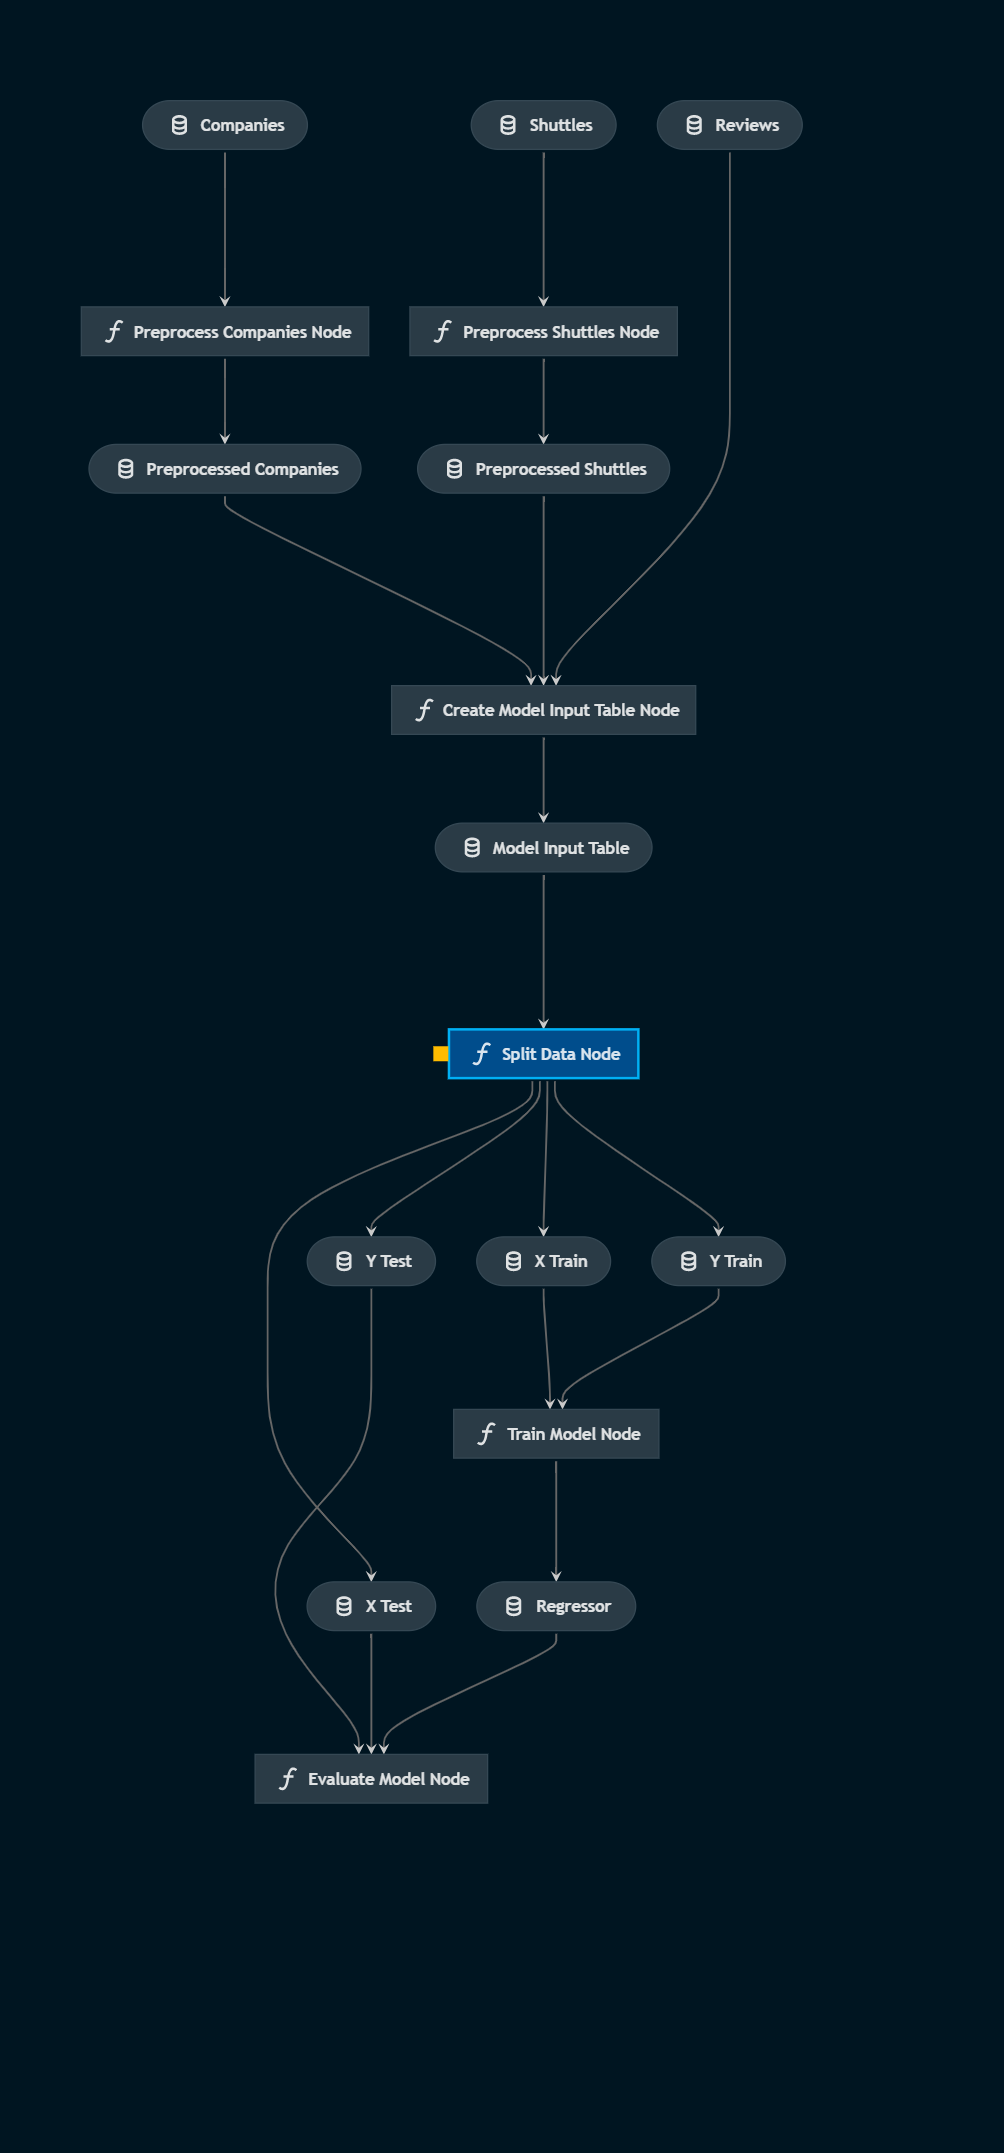 Companies
Shuttles
Reviews
Preprocess Companies Node
Preprocess Shuttles Node
Preprocessed Companies
Preprocessed Shuttles
Create Model Input Table Node
Model Input Table
Split Data Node
Y Test
X Train
Y Train
Train Model Node
X Test
Regressor
Evaluate Model Node